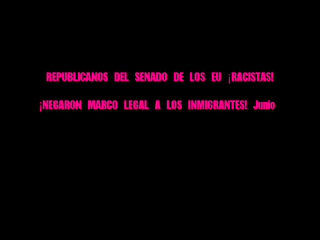 REPUBLICANOS DEL SENADO DE LOS EU ¡RACISTAS!
¡NEGARON MARCO LEGAL A LOS INMIGRANTES! Junio